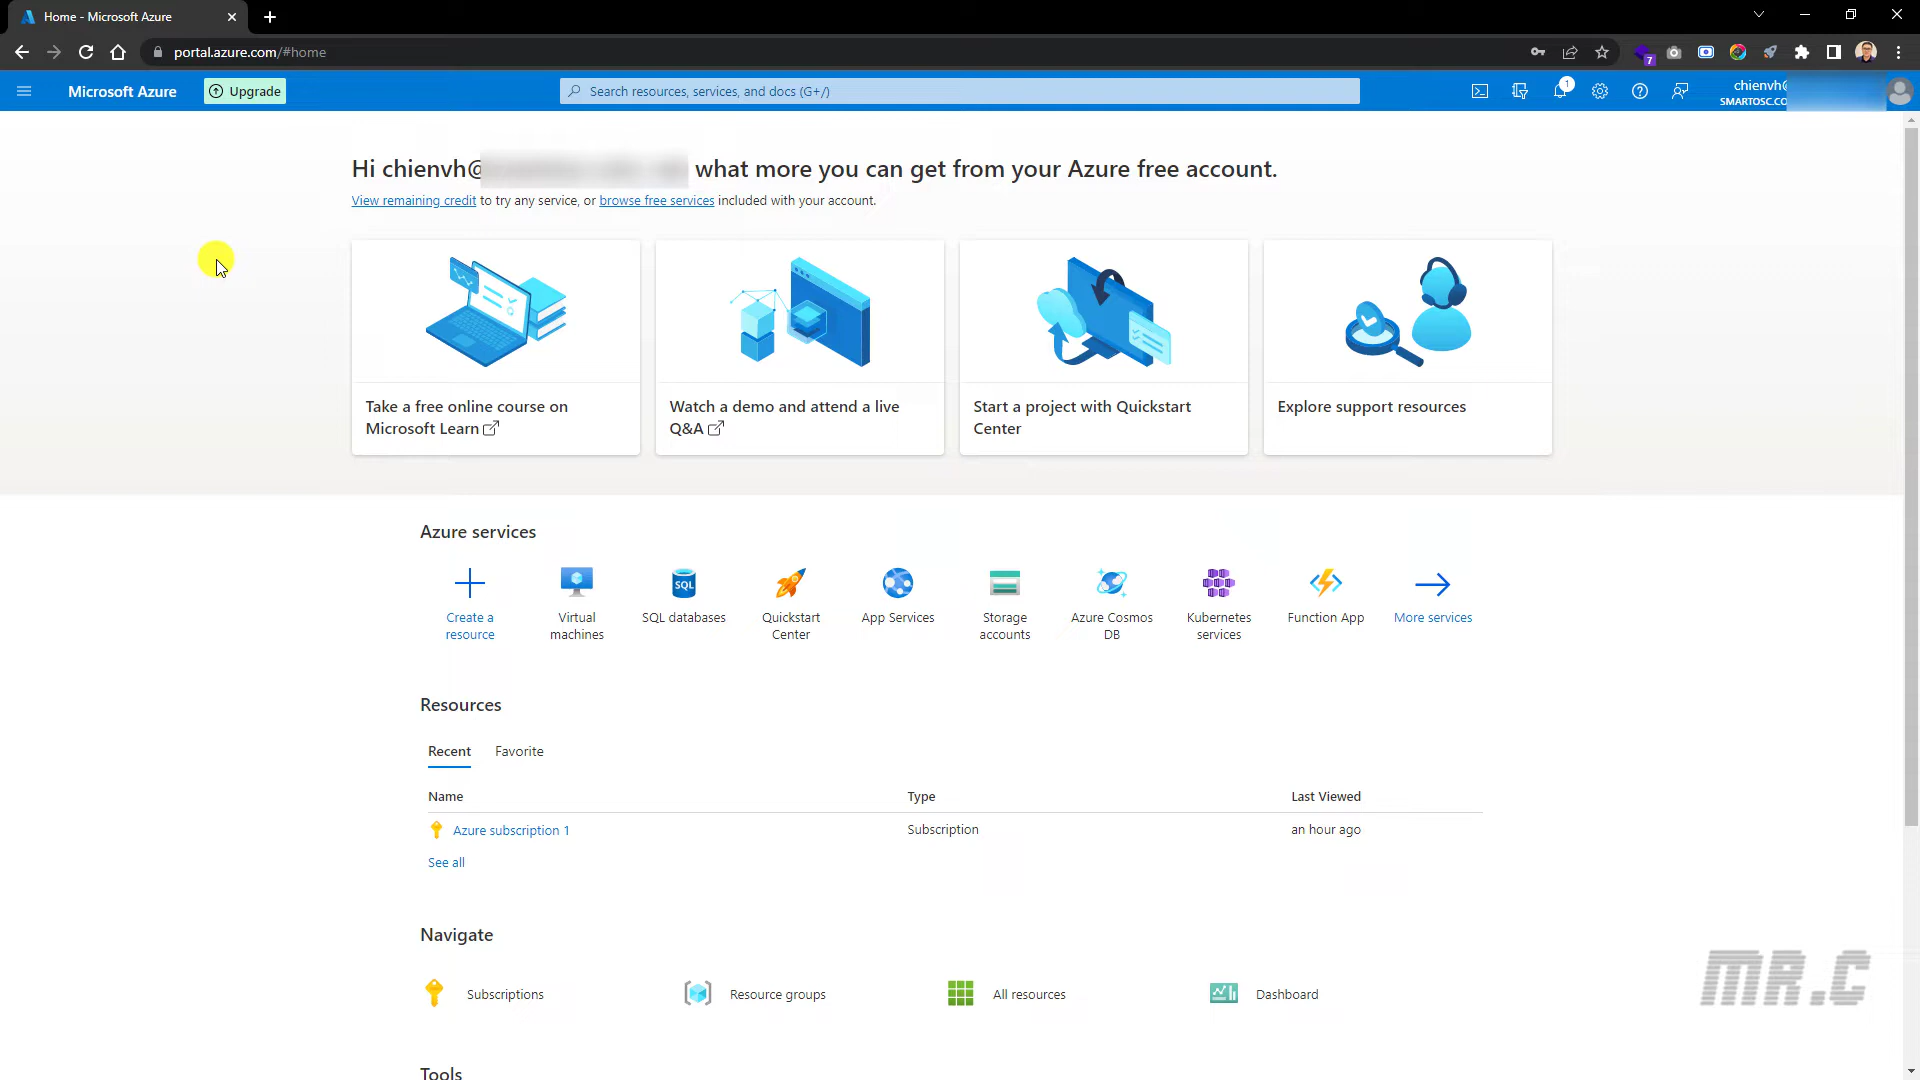 Home - Microsoft Azure
portal.azure.com/#home
7
Microsoft Azure
Upgrade
Search resources, services, and docs (G+/)
1
chienvh@
SMARTOSC.CO
Hi chienvh@ what more you can get from your Azure free account.
View remaining credit to try any service, or browse free services included with your account.
Take a free online course on
Microsoft Learn
Watch a demo and attend a live
Q&A
Start a project with Quickstart
Center
Explore support resources
Azure services
SQL
Create a
resource
Virtual
machines
SQL databases
Quickstart
Center
App Services
Storage
accounts
Azure Cosmos
DB
Kubernetes
services
Function App
More services
Resources
Recent
Favorite
Name
Type
Last Viewed
Azure subscription 1
Subscription
an hour ago
See all
Navigate
Subscriptions
Resource groups
All resources
Dashboard
MR.C
Tools